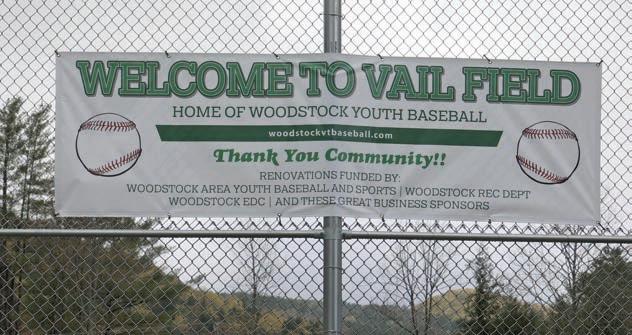 WELCOME TO VAIL FIELD
HOME OF WOODSTOCK YOUTH BASEBALL
woodstockvtbaseball.com
Thank You Community!!
RENOVATIONS FUNDED BY:
WOODSTOCK AREA YOUTH BASEBALL AND SPORTS | WOODSTOCK REC DEPT
WOODSTOCK EDC | AND THESE GREAT BUSINESS SPONSORS